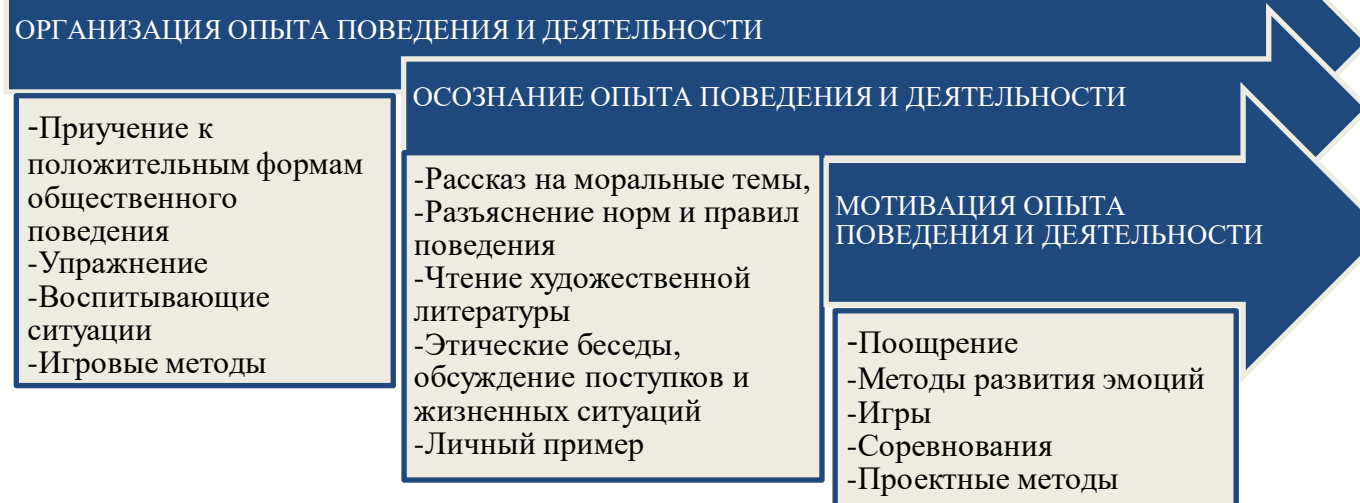 ОРГАНИЗАЦИЯ ОПЫТА ПОВЕДЕНИЯ И ДЕЯТЕЛЬНОСТИ
-Приучение к
положительным формам
общественного
поведения
-Упражнение
-Воспитывающие
ситуации
-Игровые методы
ОСОЗНАНИЕ ОПЫТА ПОВЕДЕНИЯ И ДЕЯТЕЛЬНОСТИ
-Рассказ на моральные темы,
-Разъяснение норм и правил
поведения
-Чтение художественной
литературы
-Этические беседы,
обсуждение поступков и
жизненных ситуаций
-Личный пример
МОТИВАЦИЯ ОПЫТА
ПОВЕДЕНИЯ И ДЕЯТЕЛЬНОСТИ
-Поощрение
-Методы развития эмоций
-Игры
-Соревнования
-Проектные методы